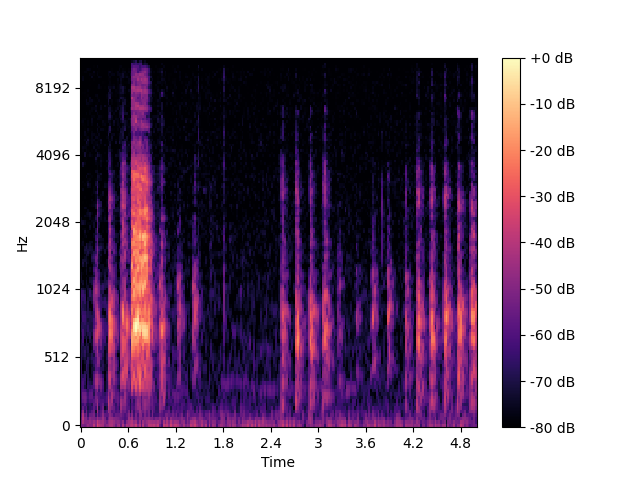 8192
4096
2048
1024
512
0
Hz
0 0.6 1.2 1.8 2.4 3 3.6 4.2 4.8
Time
+0 dB
-10 dB
-20 dB
-30 dB
-40 dB
-50 dB
-60 dB
-70 dB
-80 dB